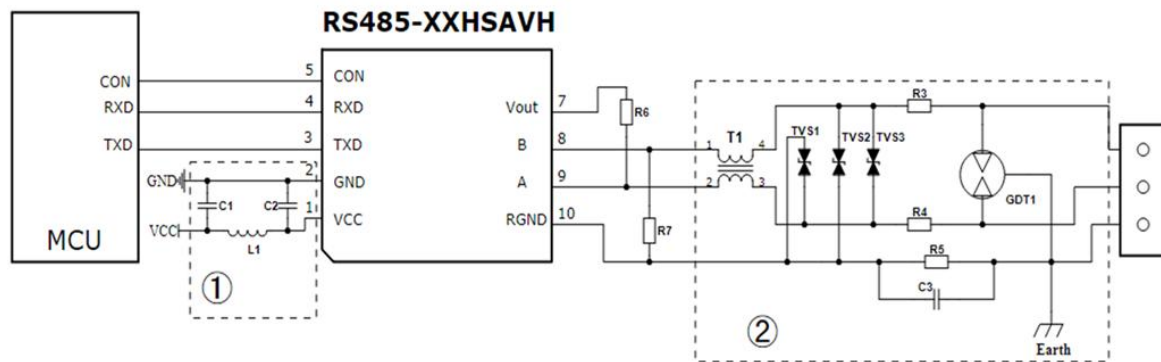 RS485-XXHSAVH
MCU
CON
RXD
TXD
GND
VCC
5
4
3
2
1
CON
RXD
TXD
GND
VCC
Vout
B
A
RGND
7
8
9
10
C1
C2
L1
①
R6
R7
T1
1
4
2
3
TVS1
TVS2
TVS3
R3
R4
GDT1
R5
C3
Earth
②